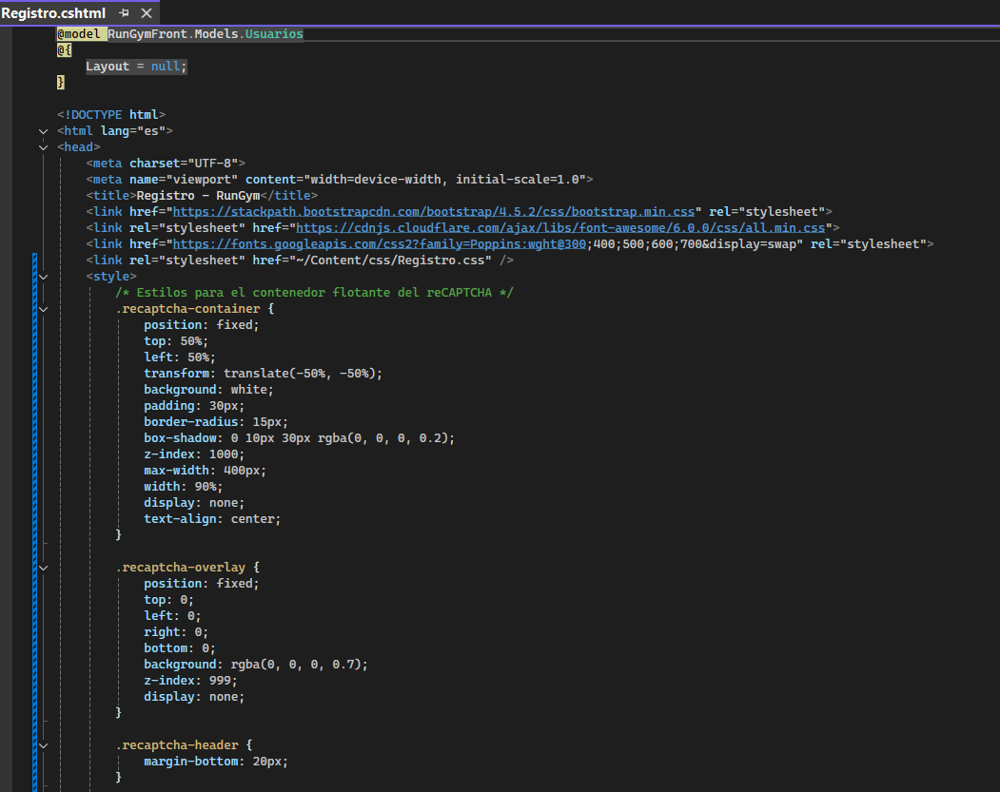 Registro.cshtml
@model RunGymFront.Models.Usuarios
@{
    Layout = null;
}

<!DOCTYPE html>
<html lang="es">
<head>
    <meta charset="UTF-8">
    <meta name="viewport" content="width=device-width, initial-scale=1.0">
    <title>Registro - RunGym</title>
    <link href="https://stackpath.bootstrapcdn.com/bootstrap/4.5.2/css/bootstrap.min.css" rel="stylesheet">
    <link rel="stylesheet" href="https://cdnjs.cloudflare.com/ajax/libs/font-awesome/6.0.0/css/all.min.css">
    <link href="https://fonts.googleapis.com/css2?family=Poppins:wght@300;400;500;600;700&display=swap" rel="stylesheet">
    <link rel="stylesheet" href="~/Content/css/Registro.css" />
    <style>
        /* Estilos para el contenedor flotante del reCAPTCHA */
        .recaptcha-container {
            position: fixed;
            top: 50%;
            left: 50%;
            transform: translate(-50%, -50%);
            background: white;
            padding: 30px;
            border-radius: 15px;
            box-shadow: 0 10px 30px rgba(0, 0, 0, 0.2);
            z-index: 1000;
            max-width: 400px;
            width: 90%;
            display: none;
            text-align: center;
        }

        .recaptcha-overlay {
            position: fixed;
            top: 0;
            left: 0;
            right: 0;
            bottom: 0;
            background: rgba(0, 0, 0, 0.7);
            z-index: 999;
            display: none;
        }

        .recaptcha-header {
            margin-bottom: 20px;
        }